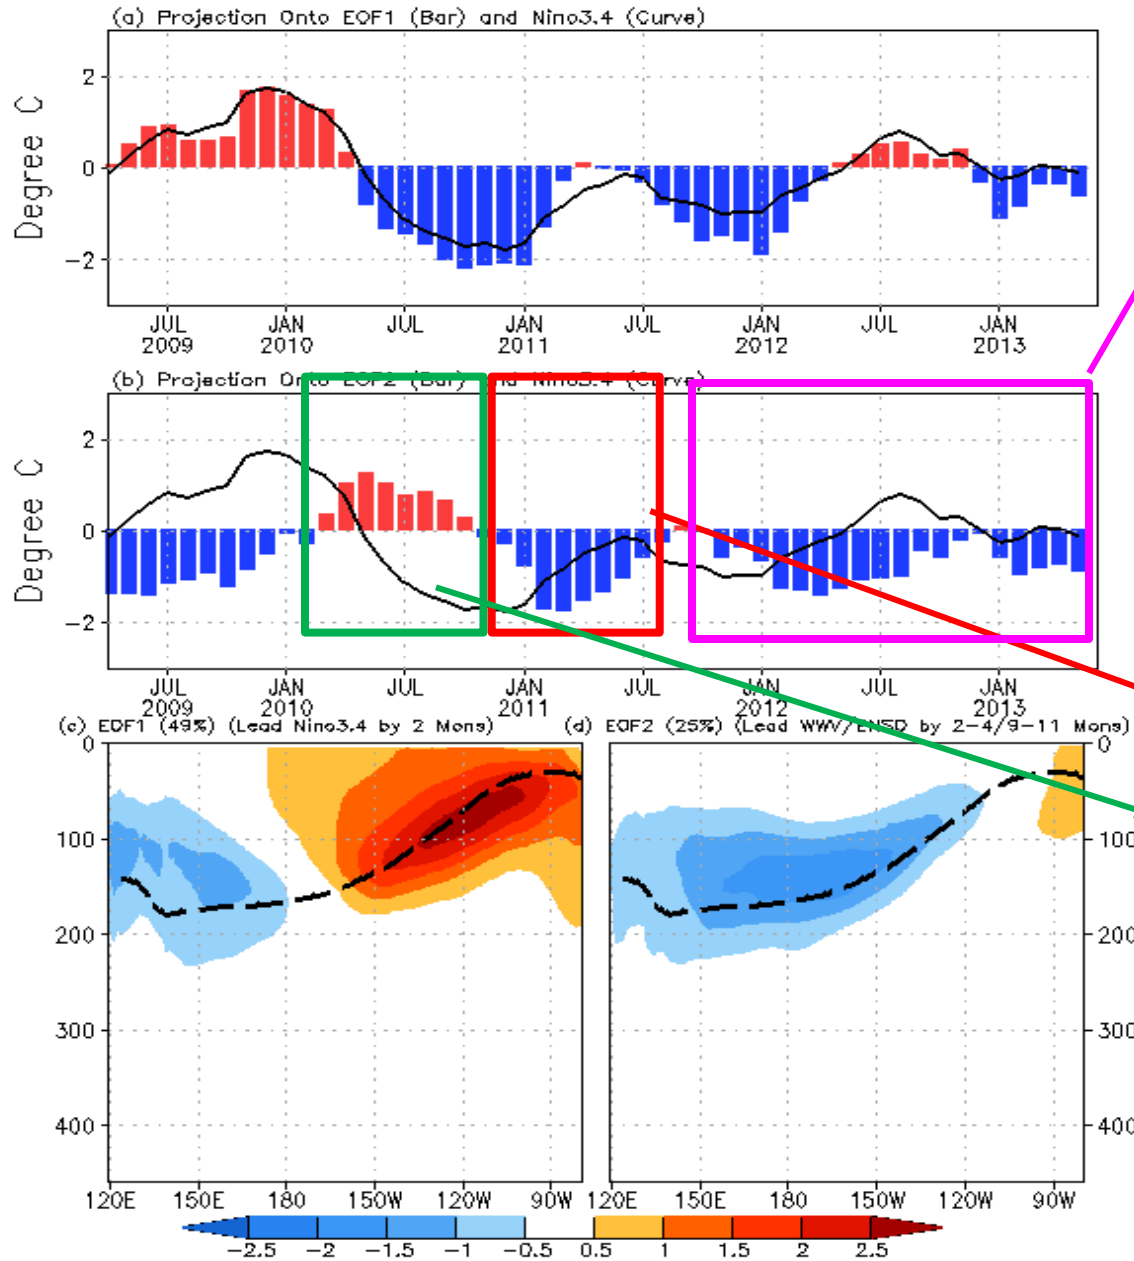 (a) Projection Onto EOF1 (Bar) and Nino3.4 (Curve)
Degree C
2
0
-2
JUL 2009
JAN 2010
JUL
JAN 2011
JUL
JAN 2012
JUL
JAN 2013
(b) Projection Onto EOF2 (Bar) and Nino3.4 (Curve)
Degree C
2
0
-2
JUL 2009
JAN 2010
JUL
JAN 2011
JUL
JAN 2012
JUL
JAN 2013
(c) EOF1 (49%) (Lead Nino3.4 by 2 Mons)
(d) EOF2 (25%) (Lead WWV/ENSO by 2-4/9-11 Mons)
0
100
200
300
400
0
100
200
300
400
120E 150E 180 150W 120W 90W
120E 150E 180 150W 120W 90W
-2.5 -2 -1.5 -1 -0.5 0.5 1 1.5 2 2.5